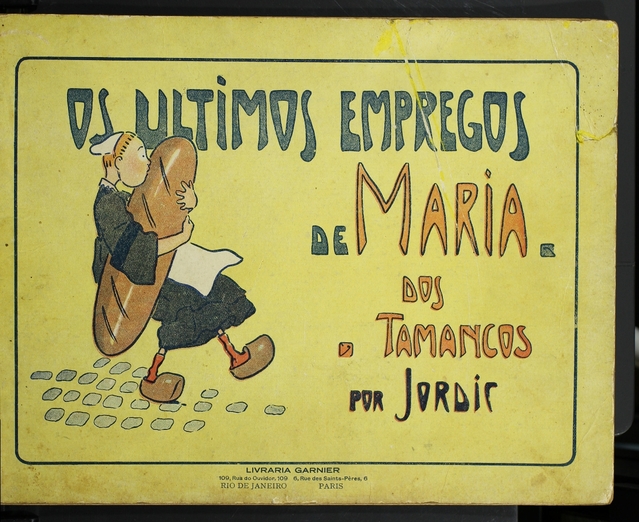 OS ULTIMOS EMPREGOS
DE MARIA
DOS
TAMANCOS
POR JORDIC
LIVRARIA GARNIER
109, Rua do Ouvidor, 109 6, Rue des Saints-Pères, 6
RIO DE JANEIRO PARIS